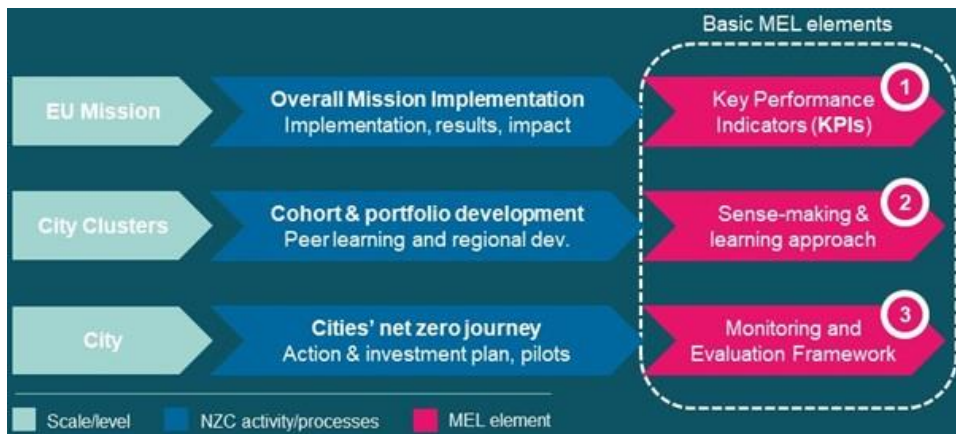 Basic MEL elements
EU Mission
Overall Mission Implementation
Implementation, results, impact
Key Performance
Indicators (KPIs)
1
City Clusters
Cohort & portfolio development
Peer learning and regional dev.
Sense-making &
learning approach
2
City
Cities' net zero journey
Action & investment plan, pilots
Monitoring and
Evaluation Framework
3
Scale/level
NZC activity/processes
MEL element